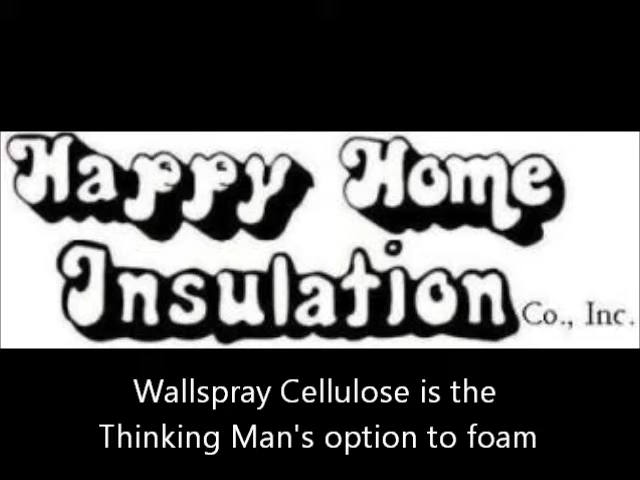 Happy Home
Insulation Co., Inc.
Wallspray Cellulose is the
Thinking Man's option to foam